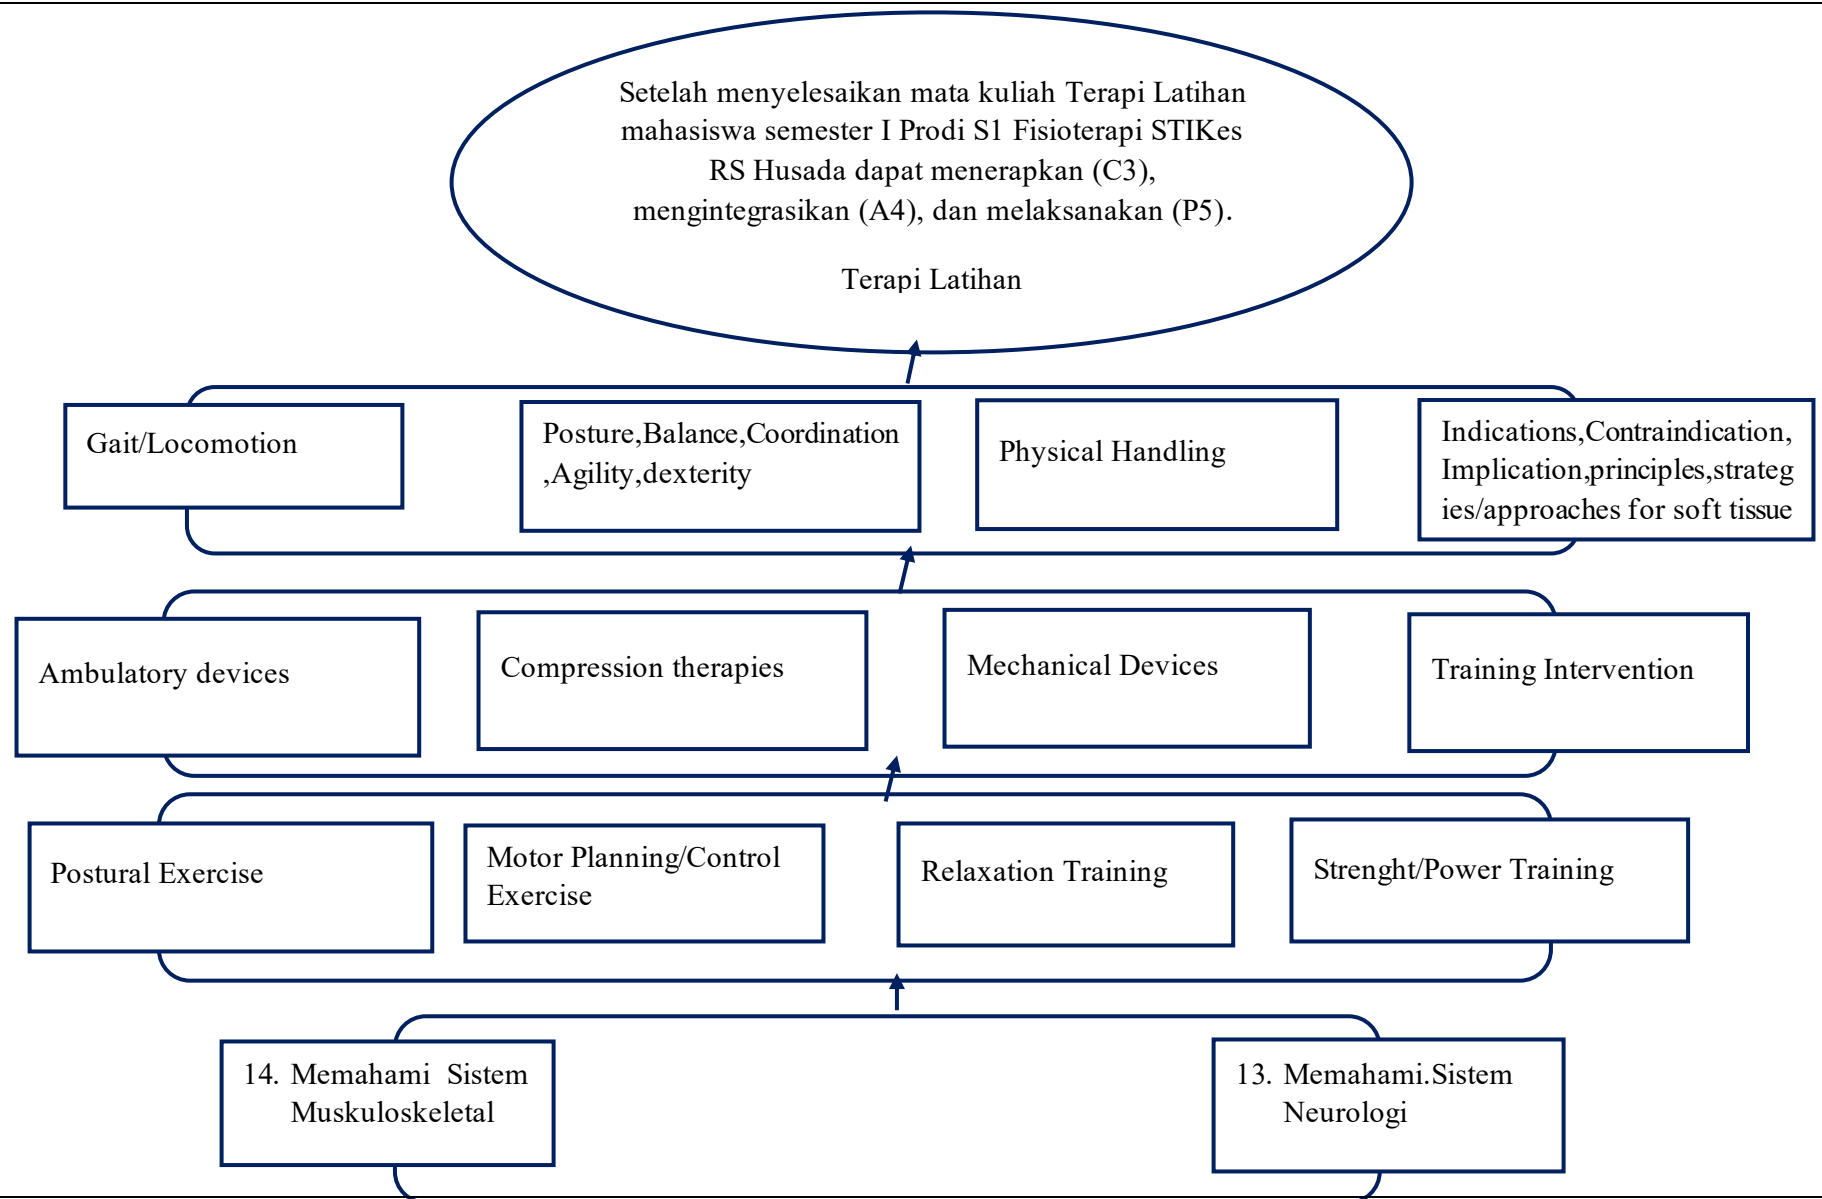 Setelah menyelesaikan mata kuliah Terapi Latihan
mahasiswa semester I Prodi S1 Fisioterapi STIKes
RS Husada dapat menerapkan (C3),
mengintegrasikan (A4), dan melaksanakan (P5).
Terapi Latihan
Gait/Locomotion
Posture,Balance,Coordination
,Agility,dexterity
Physical Handling
Indications,Contraindication,
Implication,principles,strateg
ies/approaches for soft tissue
Ambulatory devices
Compression therapies
Mechanical Devices
Training Intervention
Postural Exercise
Motor Planning/Control
Exercise
Relaxation Training
Strenght/Power Training
14. Memahami Sistem
Muskuloskeletal
13. Memahami.Sistem
Neurologi